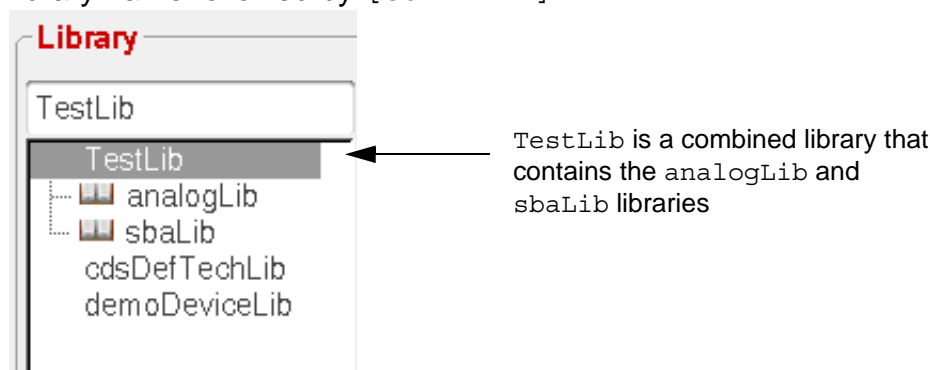 Library
TestLib
TestLib
analogLib
sbaLib
cdsDefTechLib
demoDeviceLib
TestLib is a combined library that
contains the analogLib and
sbaLib libraries